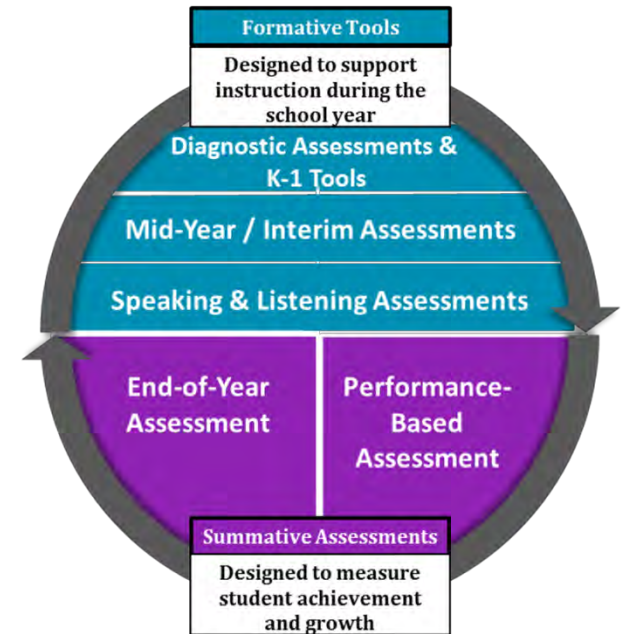 Formative Tools
Designed to support
instruction during the
school year
Diagnostic Assessments &
K-1 Tools
Mid-Year / Interim Assessments
Speaking & Listening Assessments
End-of-Year
Assessment
Performance-
Based
Assessment
Summative Assessments
Designed to measure
student achievement
and growth